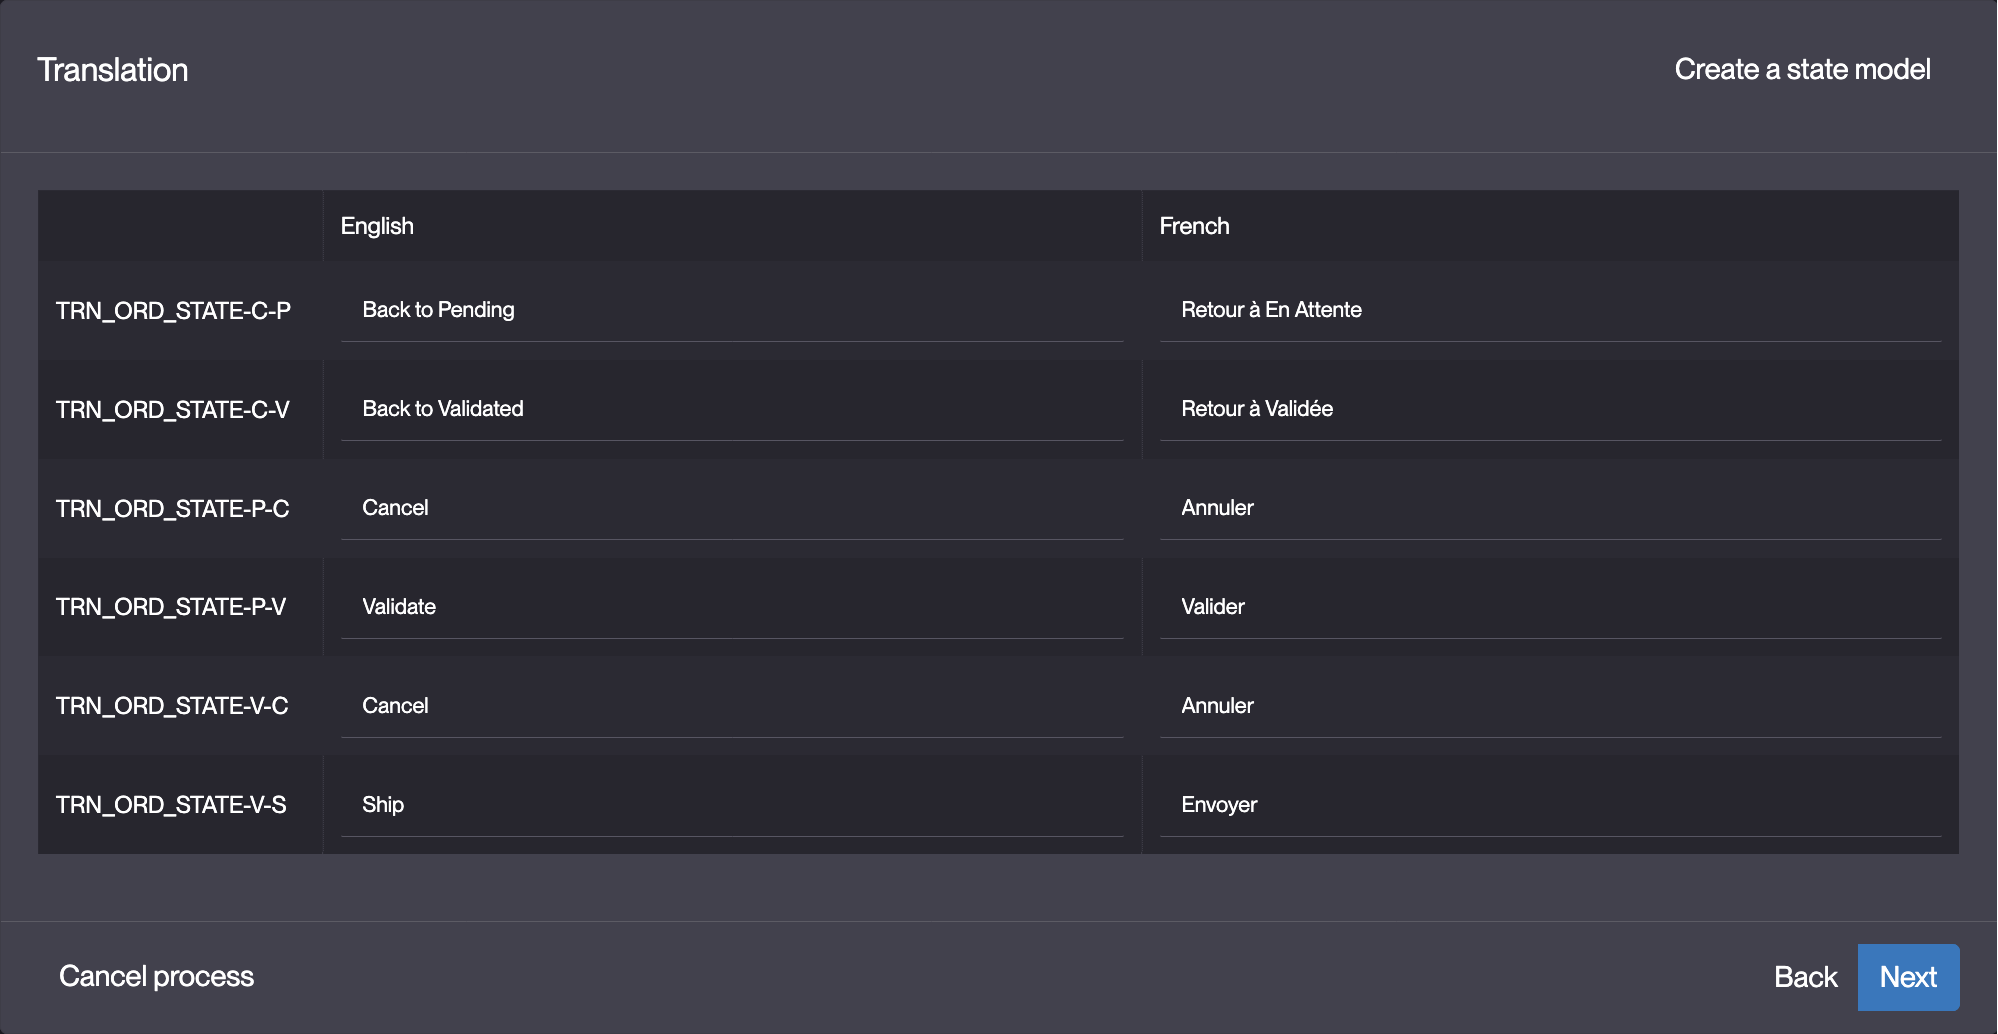 Translation
Create a state model
English French
TRN_ORD_STATE-C-P Back to Pending Retour à En Attente
TRN_ORD_STATE-C-V Back to Validated Retour à Validée
TRN_ORD_STATE-P-C Cancel Annuler
TRN_ORD_STATE-P-V Validate Valider
TRN_ORD_STATE-V-C Cancel Annuler
TRN_ORD_STATE-V-S Ship Envoyer
Cancel process
Back Next